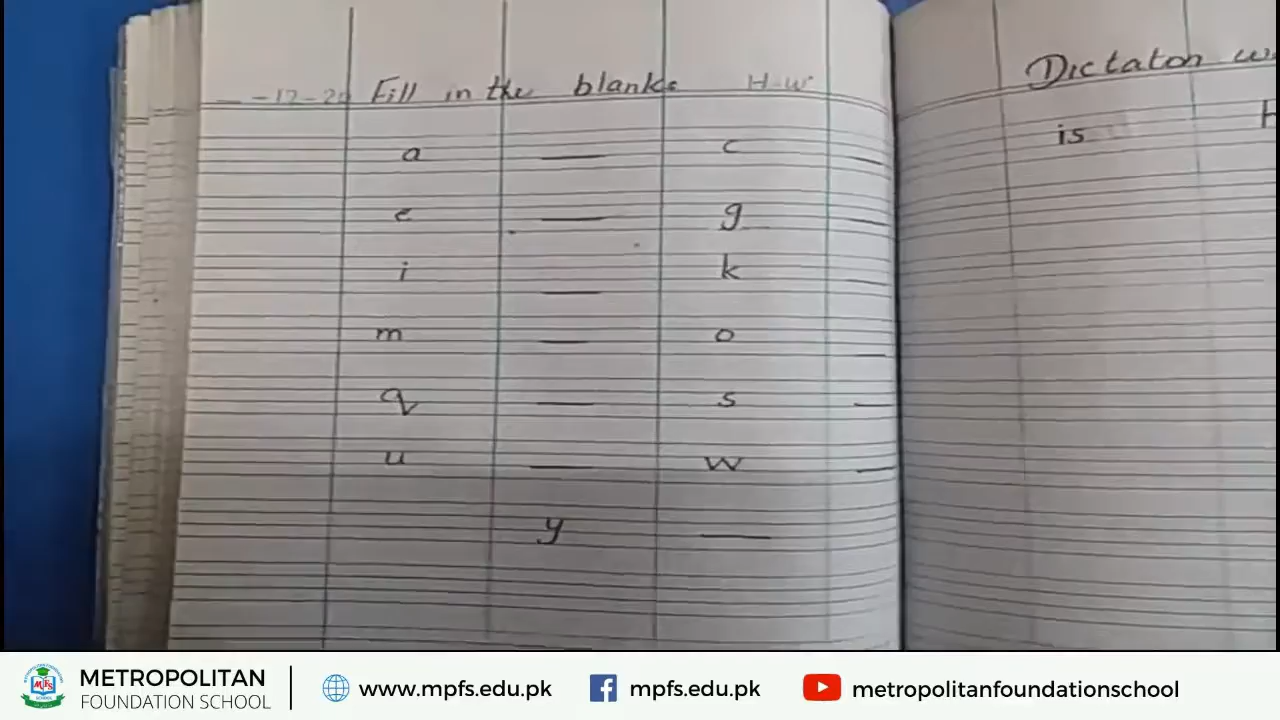 -12-20 Fill in the blanks H-w
a — c —
e — g —
i — k —
m — o —
q — s —
u — w —
y —
Dictaton
is
METROPOLITAN
FOUNDATION SCHOOL
www.mpfs.edu.pk
mpfs.edu.pk
metropolitanfoundationschool